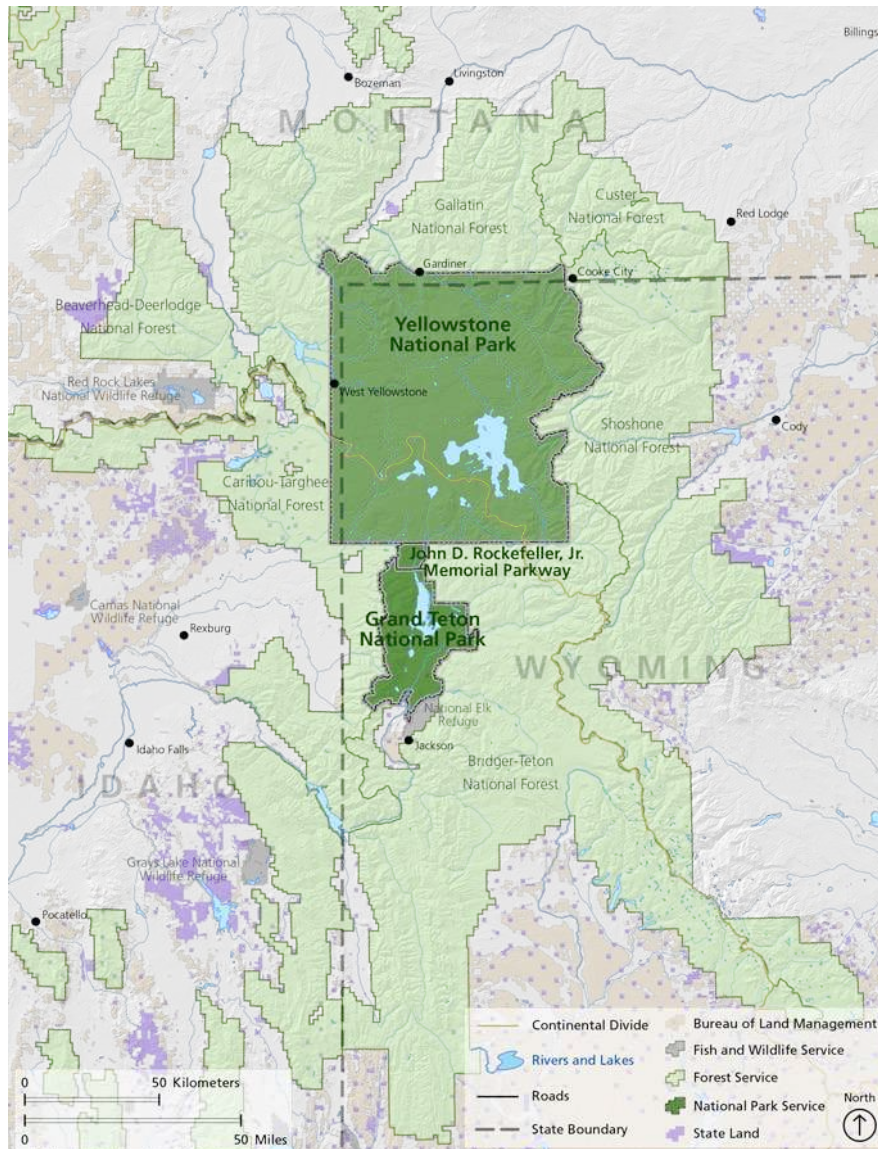 Billings
Livingston
Bozeman
MONTANA
Gallatin
National Forest
Custer
National Forest
Red Lodge
Gardiner
Cooke City
Beaverhead-Deerlodge
National Forest
Yellowstone
National Park
Red Rock Lakes
National Wildlife Refuge
West Yellowstone
Shoshone
National Forest
Cody
Caribou-Targhee
National Forest
John D. Rockefeller, Jr.
Memorial Parkway
Camas National
Wildlife Refuge
Rexburg
Grand Teton
National Park
WYOMING
National Elk
Refuge
Jackson
Idaho Falls
IDAHO
Bridger-Teton
National Forest
Grays Lake National
Wildlife Refuge
Pocatello
Continental Divide
Rivers and Lakes
Roads
State Boundary
Bureau of Land Management
Fish and Wildlife Service
Forest Service
National Park Service
State Land
North
0 50 Kilometers
0 50 Miles